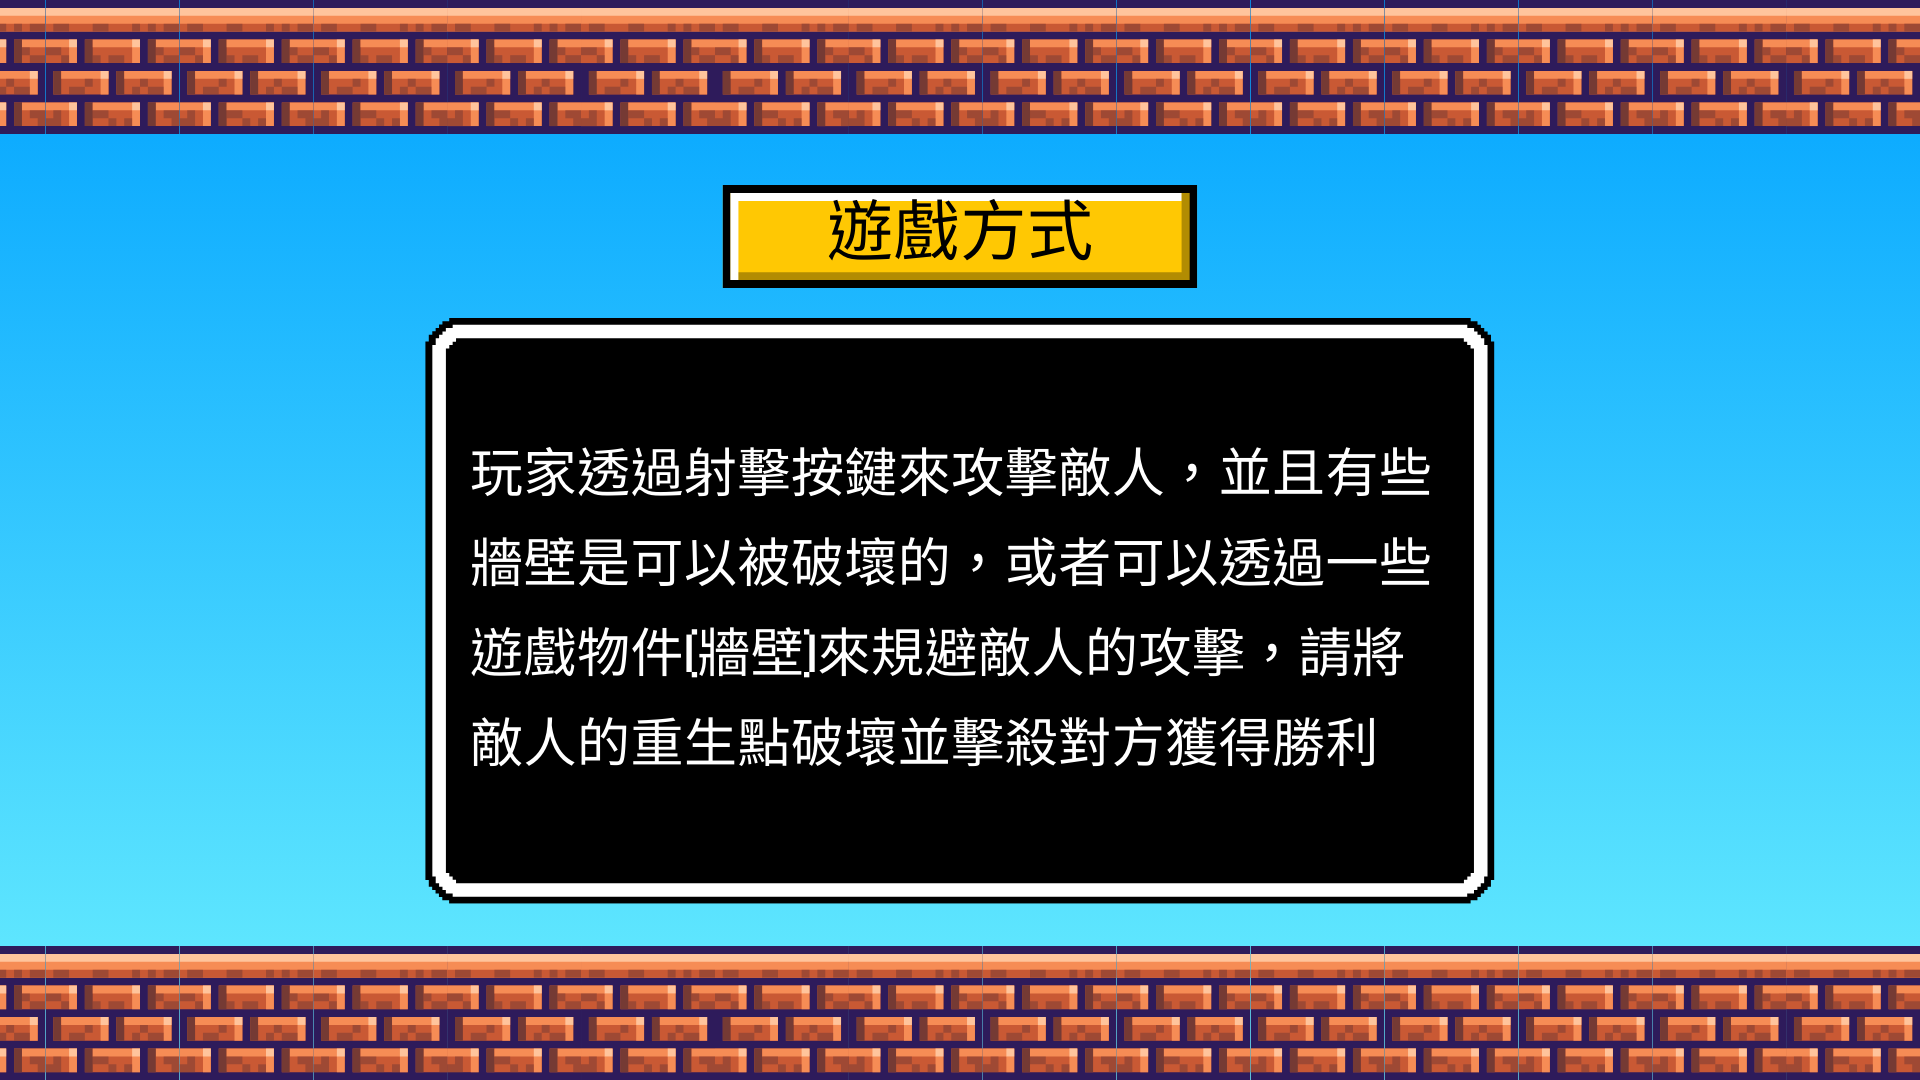 遊戲方式
玩家透過射擊按鍵來攻擊敵人，並且有些
牆壁是可以被破壞的，或者可以透過一些
遊戲物件(牆壁)來規避敵人的攻擊，請將
敵人的重生點破壞並擊殺對方獲得勝利